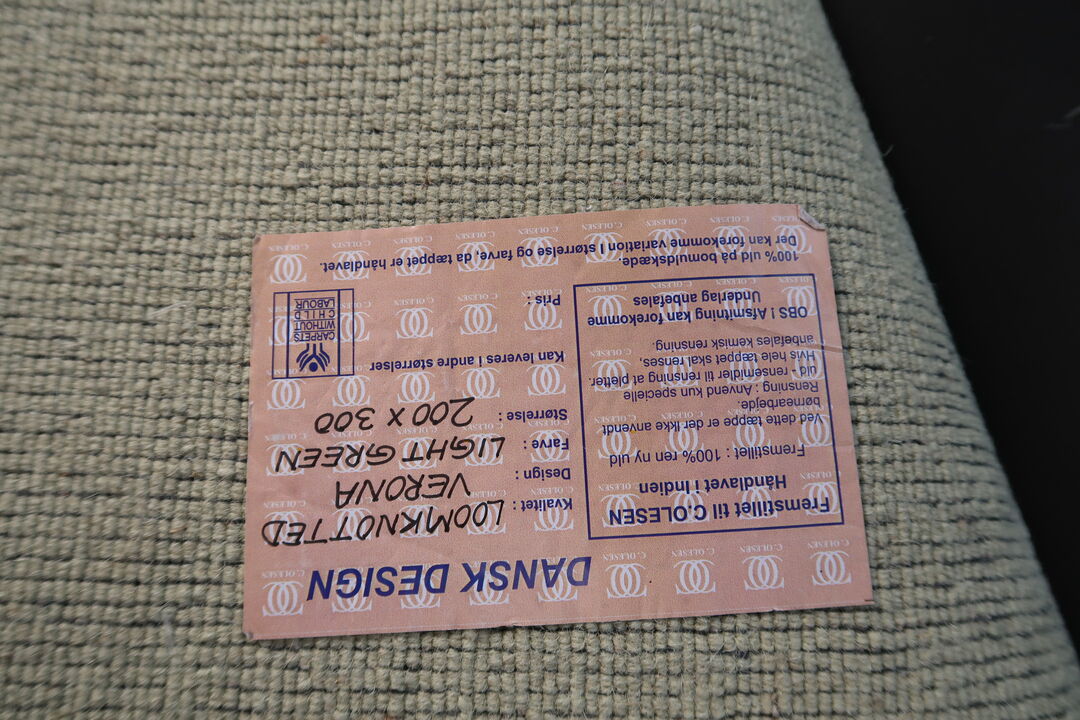 DANSK DESIGN
Fremstillet til C.OLESEN
Håndlavet i Indien
Fremstillet : 100% ren ny uld
Ved dette tæppe er der ikke anvendt
børnearbejde.
Rensning : Anvend kun specielle
uld - rensemidler til rensning af pletter.
Hvis hele tæppet skal renses,
anbefales kemisk rensning.
OBS ! Afsmitning kan forekomme
Underlag anbefales
Kvalitet : LOOMKNOTTED
Design : VERONA
Farve : LIGHT GREEN
Størrelse : 200 X 300
Kan leveres i andre størrelser
Pris :
CARPETS
WITHOUT
CHILD
LABOUR
100% uld på bomuldskæde.
Der kan forekomme variation i størrelse og farve, da tæppet er håndlavet.
C.OLESEN